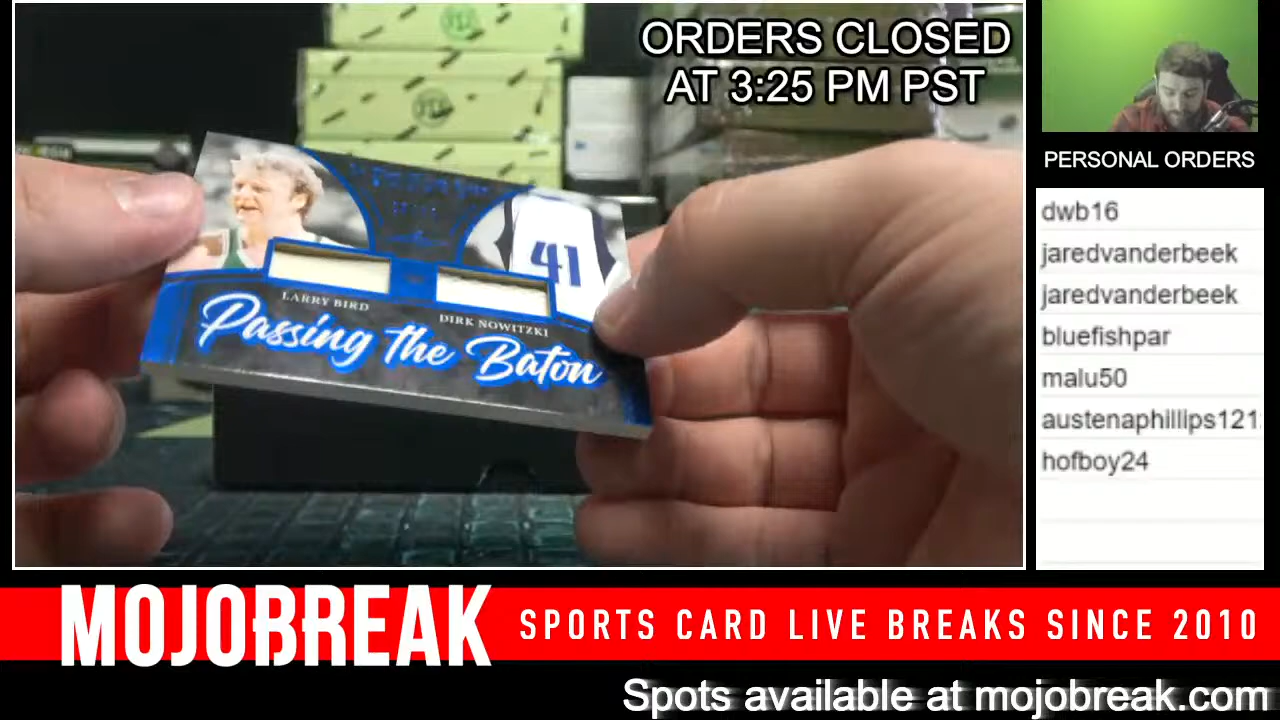 ORDERS CLOSED
AT 3:25 PM PST
41
LARRY BIRD
DIRK NOWITZKI
Passing the Baton
PERSONAL ORDERS
dwb16
jaredvanderbeek
jaredvanderbeek
bluefishpar
malu50
austenaphillips121
hofboy24
MOJOBREAK
SPORTS CARD LIVE BREAKS SINCE 2010
Spots available at mojobreak.com